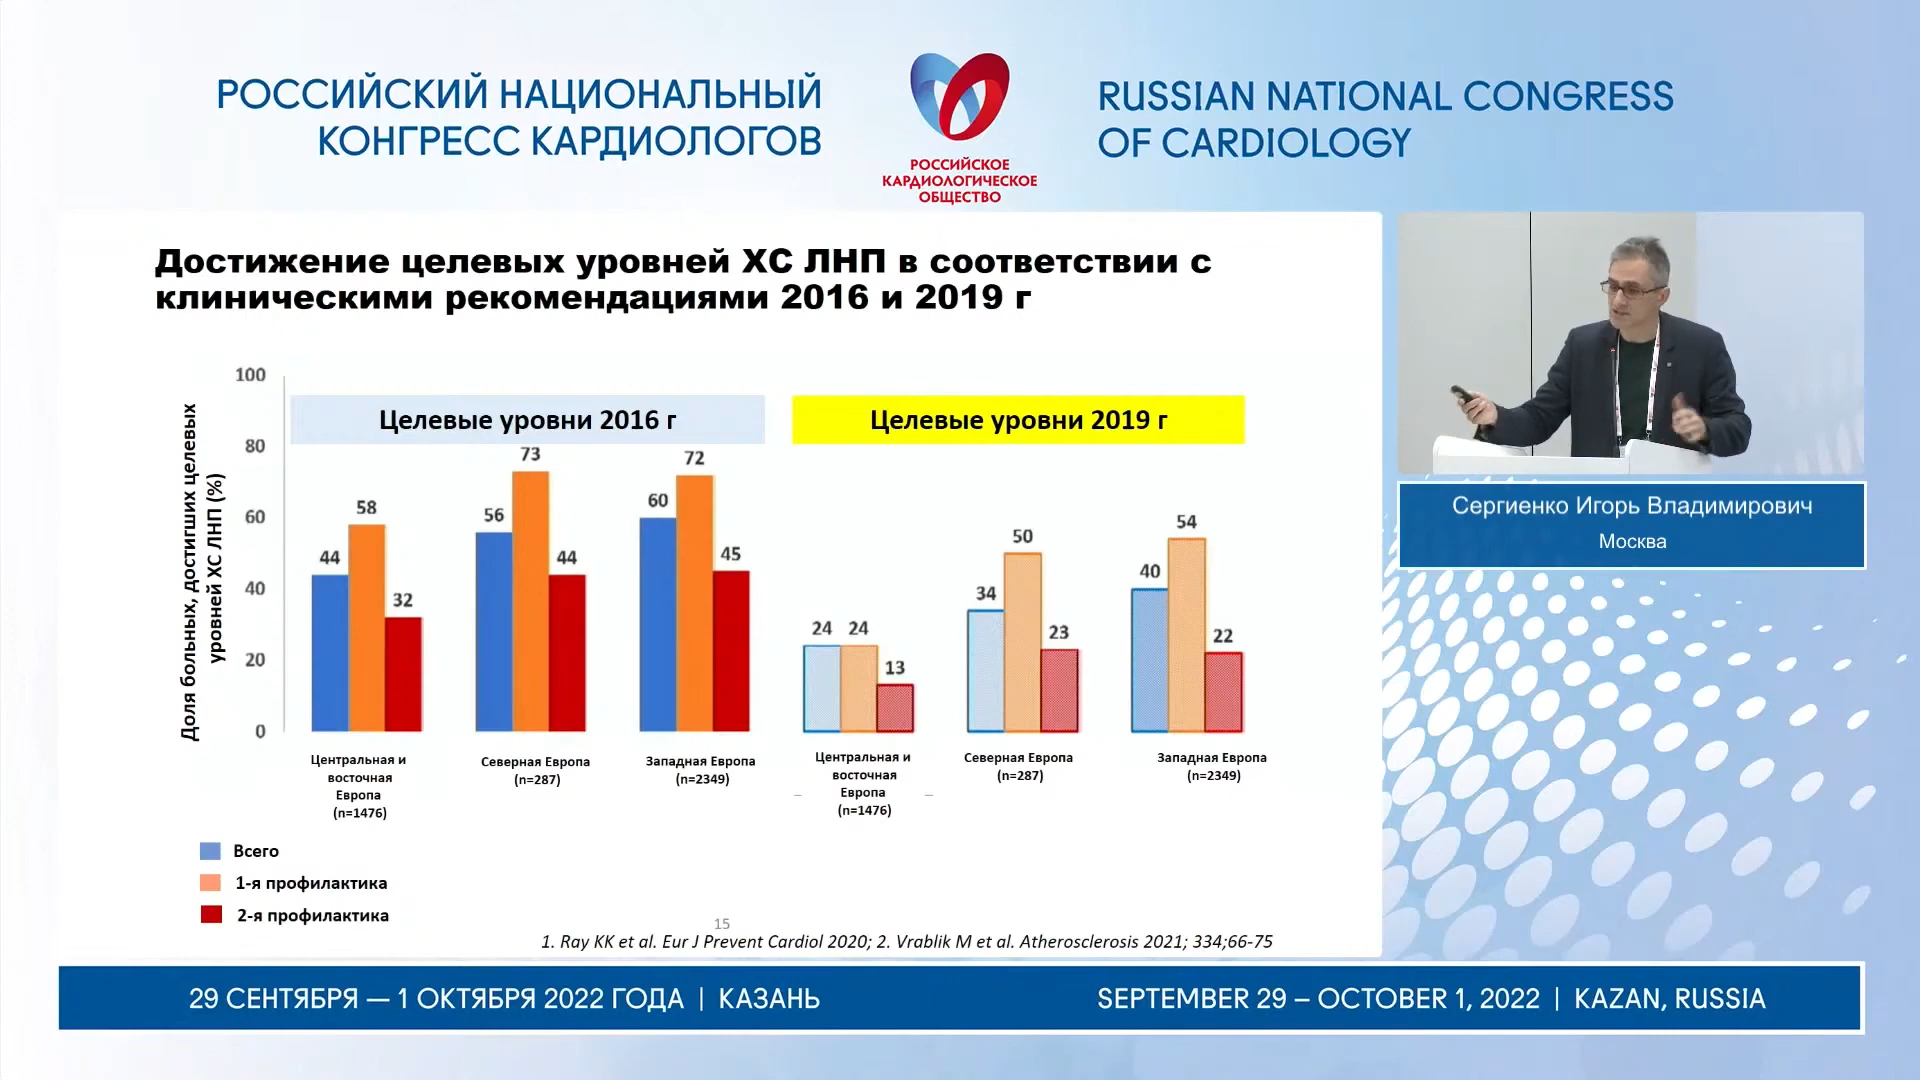 РОССИЙСКИЙ НАЦИОНАЛЬНЫЙ
КОНГРЕСС КАРДИОЛОГОВ
РОССИЙСКОЕ
КАРДИОЛОГИЧЕСКОЕ
ОБЩЕСТВО
RUSSIAN NATIONAL CONGRESS
OF CARDIOLOGY
Достижение целевых уровней ХС ЛНП в соответствии с
клиническими рекомендациями 2016 и 2019 г
Доля больных, достигших целевых
уровней ХС ЛНП (%)
100
80
60
40
20
0
Целевые уровни 2016 г
44
58
32
56
73
44
60
72
45
Центральная и
восточная
Европа
(n=1476)
Северная Европа
(n=287)
Западная Европа
(n=2349)
Целевые уровни 2019 г
24
24
13
34
50
23
40
54
22
Центральная и
восточная
Европа
(n=1476)
Северная Европа
(n=287)
Западная Европа
(n=2349)
Всего
1-я профилактика
2-я профилактика
15
1. Ray KK et al. Eur J Prevent Cardiol 2020; 2. Vrablik M et al. Atherosclerosis 2021; 334;66-75
Сергиенко Игорь Владимирович
Москва
29 СЕНТЯБРЯ — 1 ОКТЯБРЯ 2022 ГОДА | КАЗАНЬ
SEPTEMBER 29 – OCTOBER 1, 2022 | KAZAN, RUSSIA